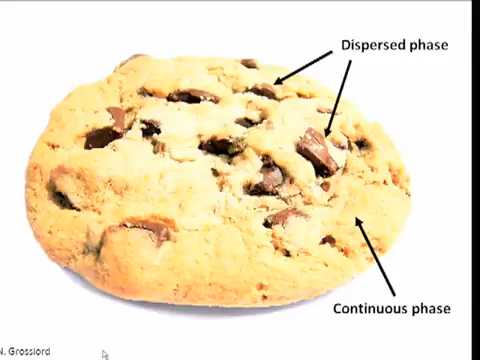 Dispersed phase
Continuous phase
N. Grossiord